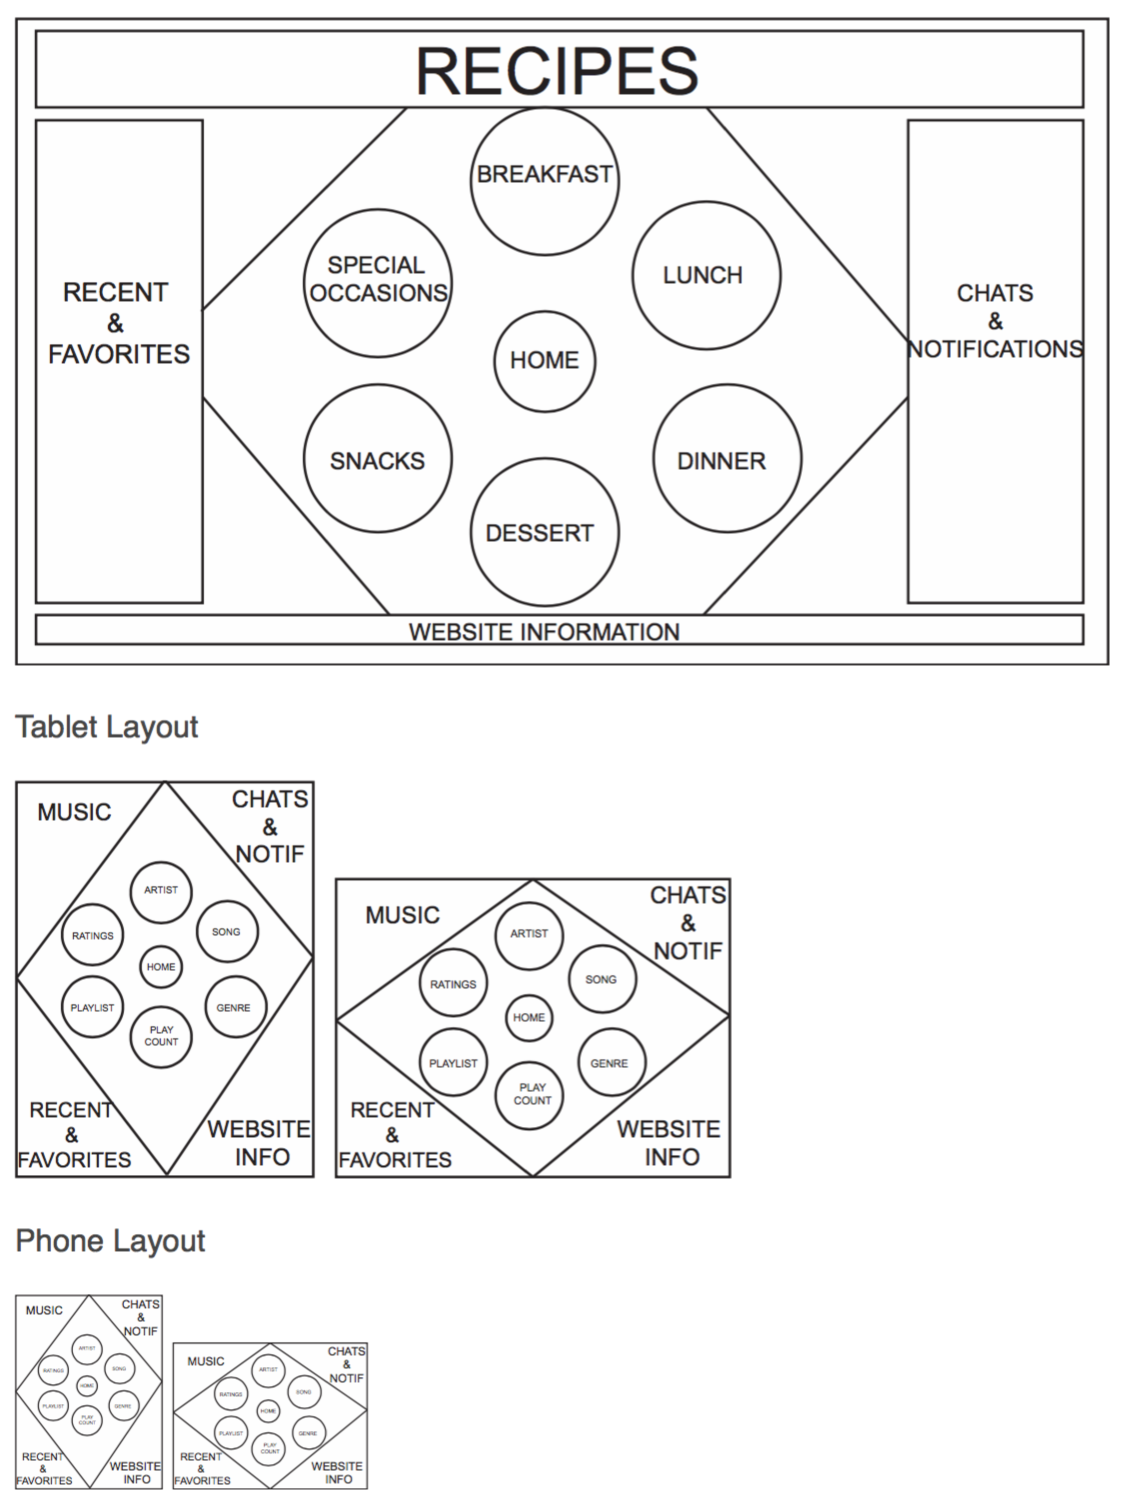 RECIPES
BREAKFAST
SPECIAL
OCCASIONS
LUNCH
RECENT
&
FAVORITES
CHATS
&
NOTIFICATIONS
HOME
SNACKS
DINNER
DESSERT
WEBSITE INFORMATION
Tablet Layout
MUSIC
CHATS
&
NOTIF
ARTIST
RATINGS
SONG
HOME
PLAYLIST
GENRE
PLAY
COUNT
RECENT
&
FAVORITES
WEBSITE
INFO
MUSIC
CHATS
&
NOTIF
ARTIST
RATINGS
SONG
HOME
PLAYLIST
GENRE
PLAY
COUNT
RECENT
&
FAVORITES
WEBSITE
INFO
Phone Layout
MUSIC
CHATS
&
NOTIF
ARTIST
RATINGS
SONG
HOME
PLAYLIST
GENRE
PLAY
COUNT
RECENT
&
FAVORITES
WEBSITE
INFO
MUSIC
CHATS
&
NOTIF
ARTIST
RATINGS
SONG
HOME
PLAYLIST
GENRE
PLAY
COUNT
RECENT
&
FAVORITES
WEBSITE
INFO